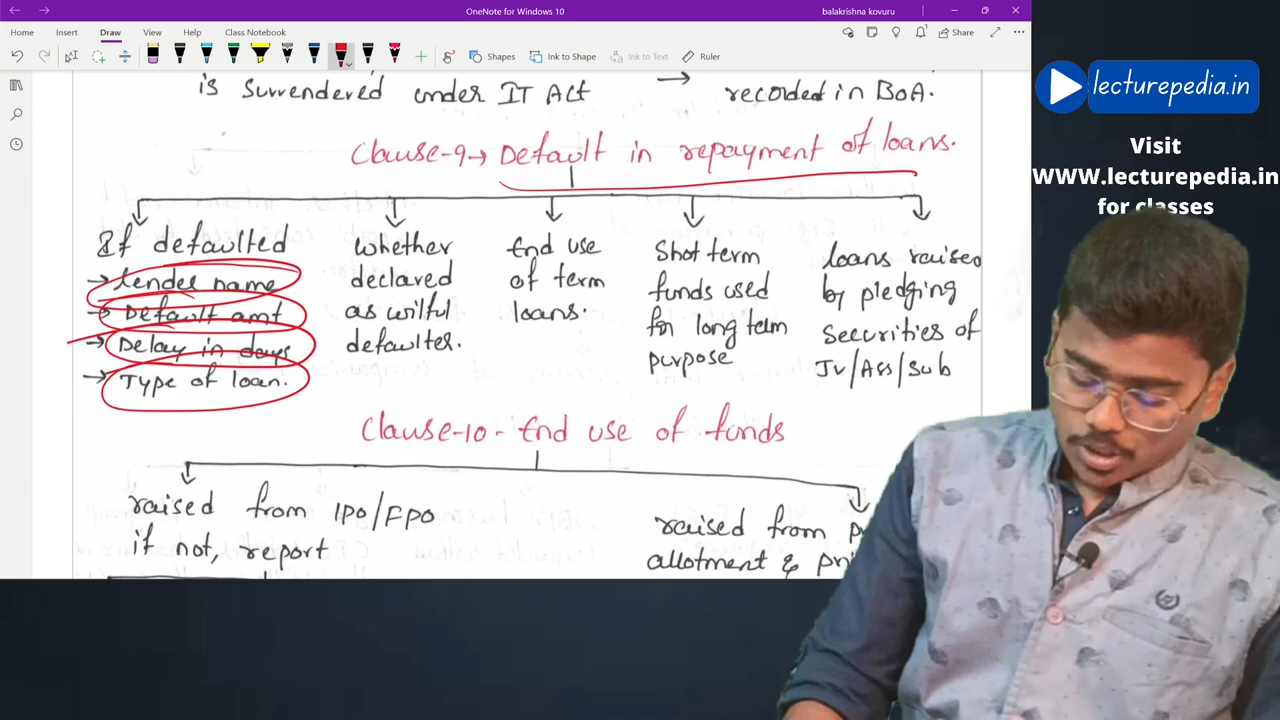 OneNote for Windows 10
balakrishna kovuru
Home Insert Draw View Help Class Notebook
Share
Shapes Ink to Shape Ink to Text Ruler
is surrendered under IT Act → recorded in BoA.
Clause-9→ Default in repayment of loans.
If defaulted
→ Lender name
→ Default amt
→ Delay in days
→ Type of loan.
whether
declared
as wilful
defaulter.
End use
of term
loans.
Shot term
funds used
for long term
purpose
loans raised
by pledging
securities of
JV/Ass/Sub
Clause-10 - End use of funds
raised from IPO/FPO
if not, report
raised from
allotment &
lecturepedia.in
Visit
WWW.lecturepedia.in
for classes